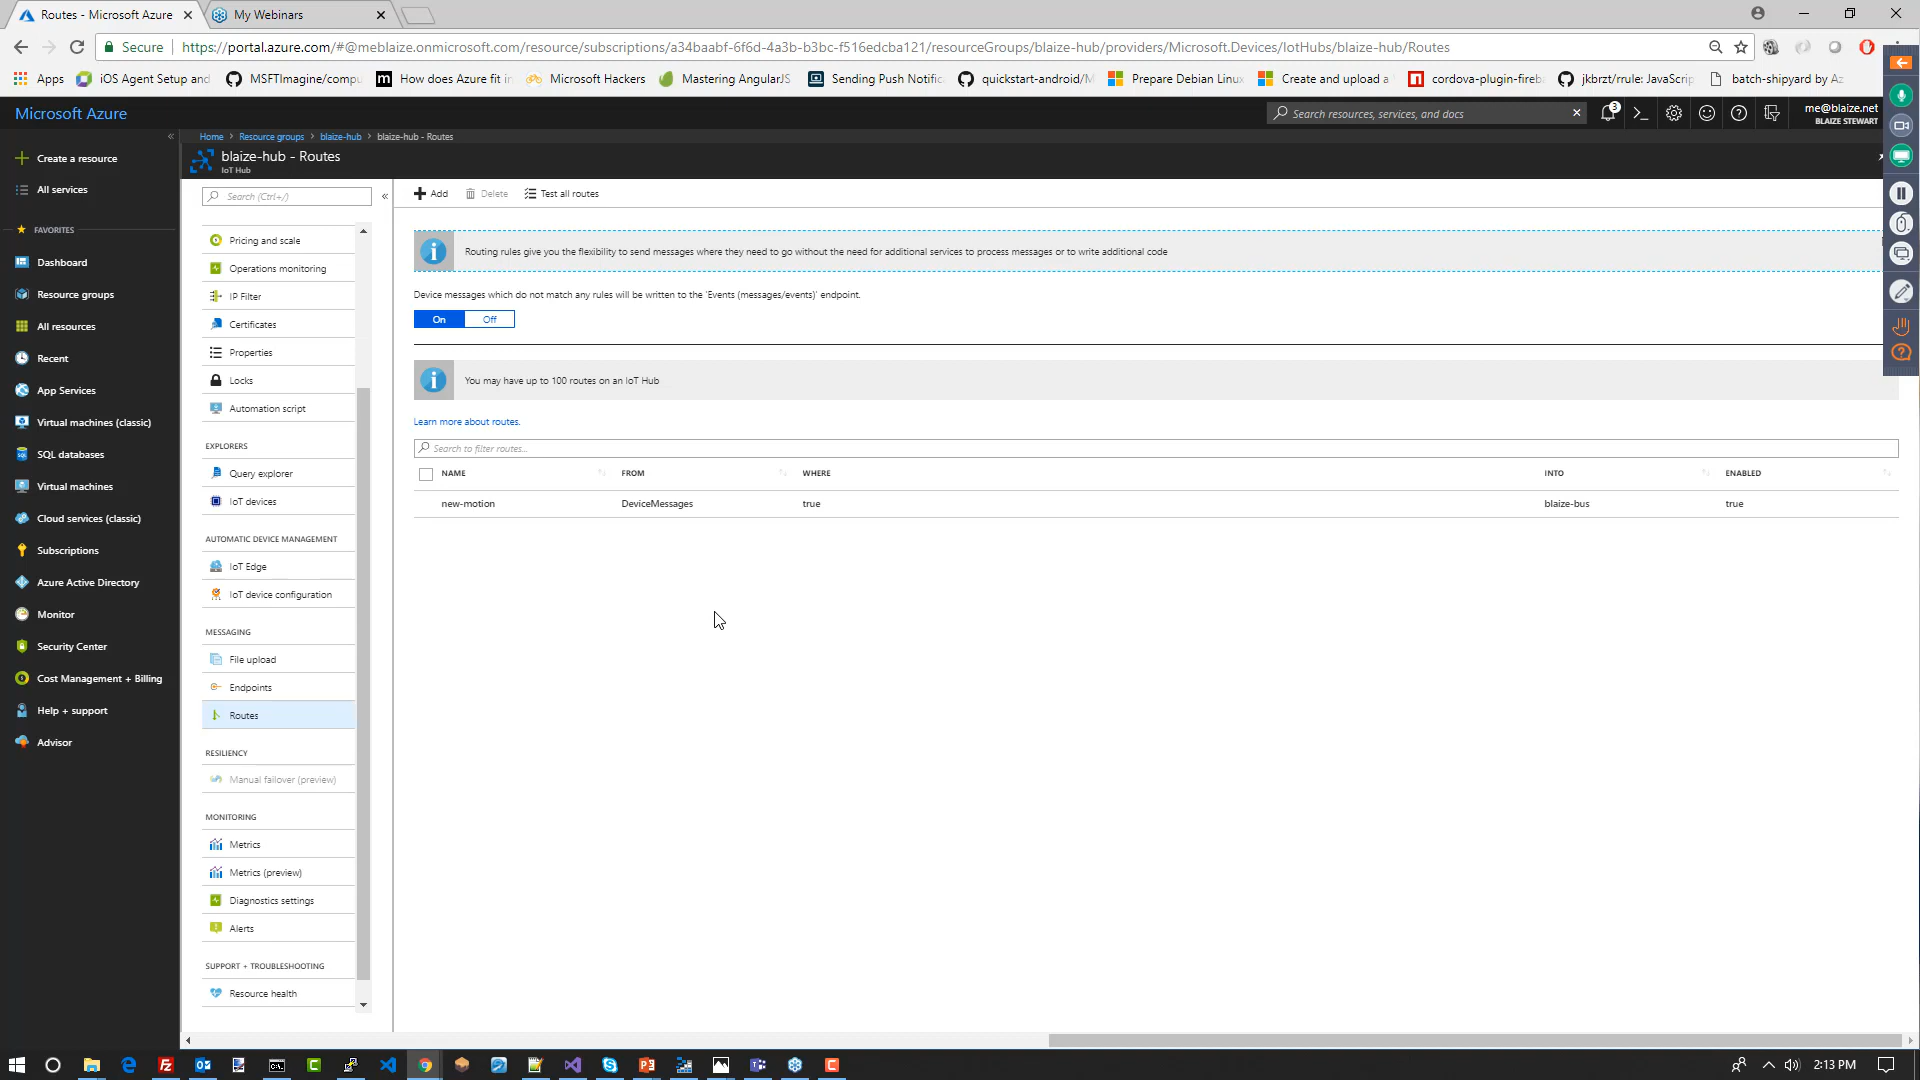 Routes - Microsoft Azure
My Webinars
Secure
https://portal.azure.com/#@meblaize.onmicrosoft.com/resource/subscriptions/a34baabf-6f6d-4a3b-b3bc-f516edcba121/resourceGroups/blaize-hub/providers/Microsoft.Devices/IotHubs/blaize-hub/Routes
Apps
iOS Agent Setup and
MSFTImagine/compu
How does Azure fit in
Microsoft Hackers
Mastering AngularJS
Sending Push Notific
quickstart-android/M
Prepare Debian Linux
Create and upload a
cordova-plugin-fireb
jkbrzt/rrule: JavaScrip
batch-shipyard by Az
Microsoft Azure
Search resources, services, and docs
3
me@blaize.net
BLAIZE STEWART
Home > Resource groups > blaize-hub > blaize-hub - Routes
blaize-hub - Routes
IoT Hub
Create a resource
All services
FAVORITES
Dashboard
Resource groups
All resources
Recent
App Services
Virtual machines (classic)
SQL databases
Virtual machines
Cloud services (classic)
Subscriptions
Azure Active Directory
Monitor
Security Center
Cost Management + Billing
Help + support
Advisor
Search (Ctrl+/)
Pricing and scale
Operations monitoring
IP Filter
Certificates
Properties
Locks
Automation script
EXPLORERS
Query explorer
IoT devices
AUTOMATIC DEVICE MANAGEMENT
IoT Edge
IoT device configuration
MESSAGING
File upload
Endpoints
Routes
RESILIENCY
Manual failover (preview)
MONITORING
Metrics
Metrics (preview)
Diagnostics settings
Alerts
SUPPORT + TROUBLESHOOTING
Resource health
Add
Delete
Test all routes
Routing rules give you the flexibility to send messages where they need to go without the need for additional services to process messages or to write additional code
Device messages which do not match any rules will be written to the 'Events (messages/events)' endpoint.
On
Off
You may have up to 100 routes on an IoT Hub
Learn more about routes.
Search to filter routes...
NAME FROM WHERE INTO ENABLED
new-motion DeviceMessages true blaize-bus true
2:13 PM